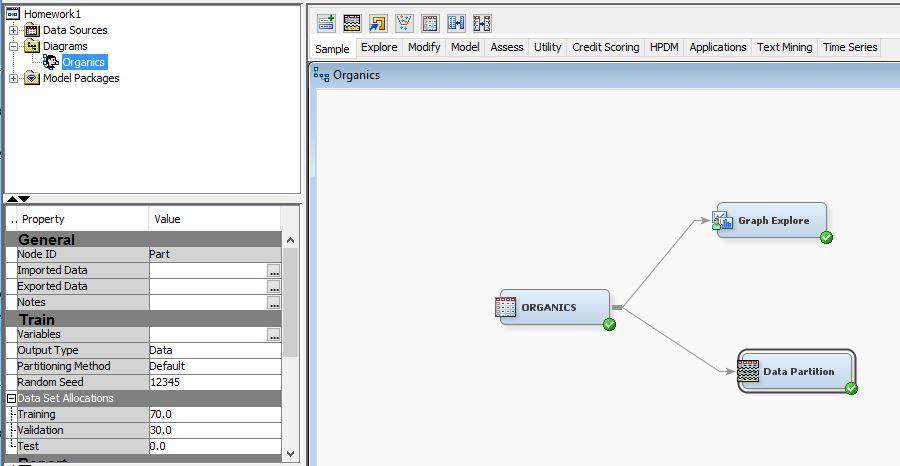 Homework1
Data Sources
Diagrams
Organics
Model Packages
.. Property Value
General
Node ID Part
Imported Data ...
Exported Data ...
Notes ...
Train
Variables ...
Output Type Data
Partitioning Method Default
Random Seed 12345
Data Set Allocations
Training 70.0
Validation 30.0
Test 0.0
Sample Explore Modify Model Assess Utility Credit Scoring HPDM Applications Text Mining Time Series
Organics
Graph Explore
ORGANICS
Data Partition